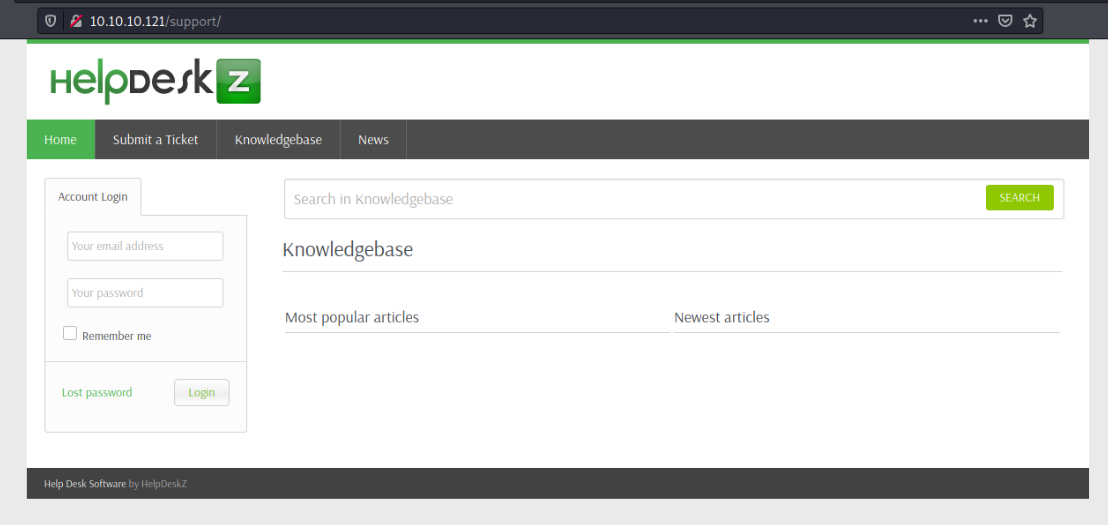 10.10.10.121/support/
HelpDeskZ
Home Submit a Ticket Knowledgebase News
Account Login
Search in Knowledgebase SEARCH
Your email address
Knowledgebase
Your password
Most popular articles Newest articles
Remember me
Lost password Login
Help Desk Software by HelpDeskZ